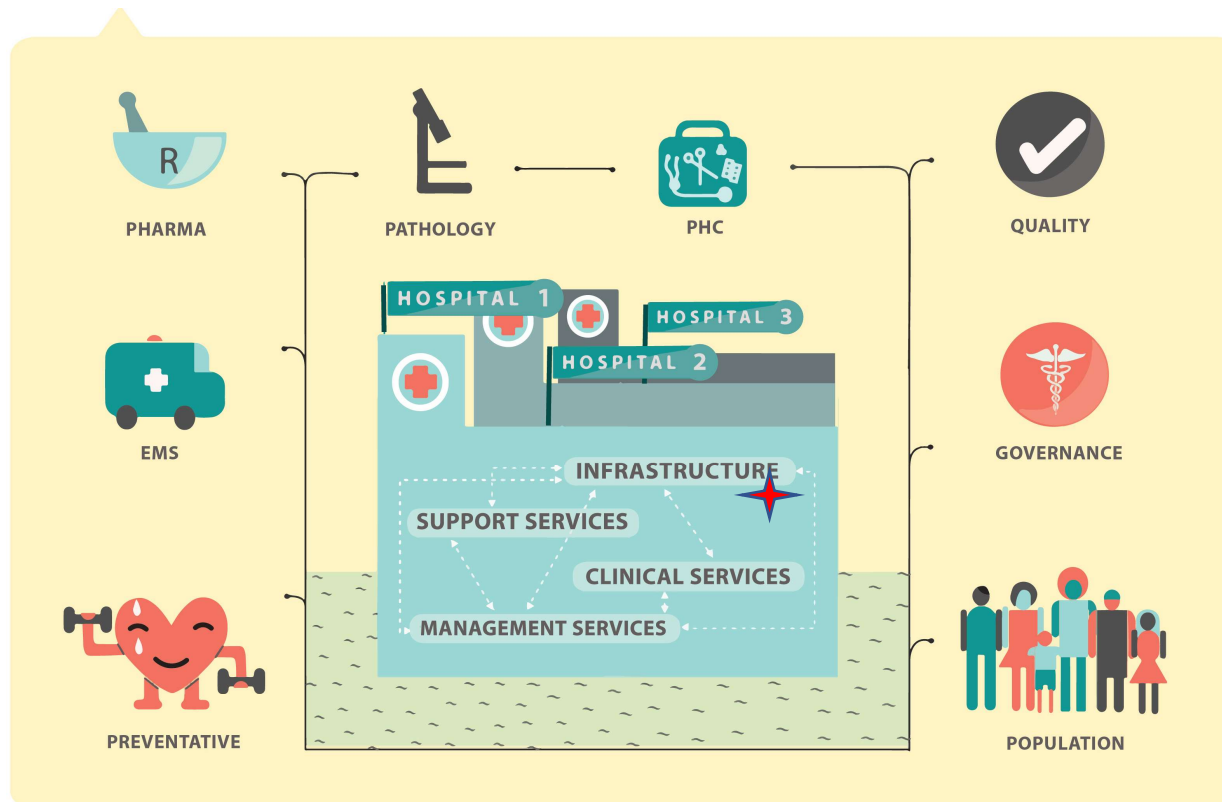 R
PHARMA
PATHOLOGY
PHC
QUALITY
HOSPITAL 1
HOSPITAL 3
HOSPITAL 2
EMS
GOVERNANCE
INFRASTRUCTURE
SUPPORT SERVICES
CLINICAL SERVICES
MANAGEMENT SERVICES
PREVENTATIVE
POPULATION